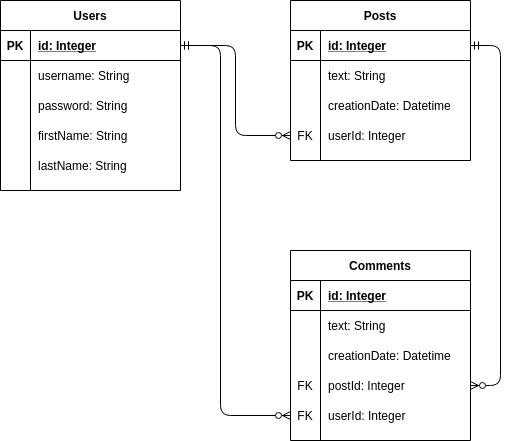 Users
PK id: Integer
username: String
password: String
firstName: String
lastName: String
Posts
PK id: Integer
text: String
creationDate: Datetime
FK userId: Integer
Comments
PK id: Integer
text: String
creationDate: Datetime
FK postId: Integer
FK userId: Integer